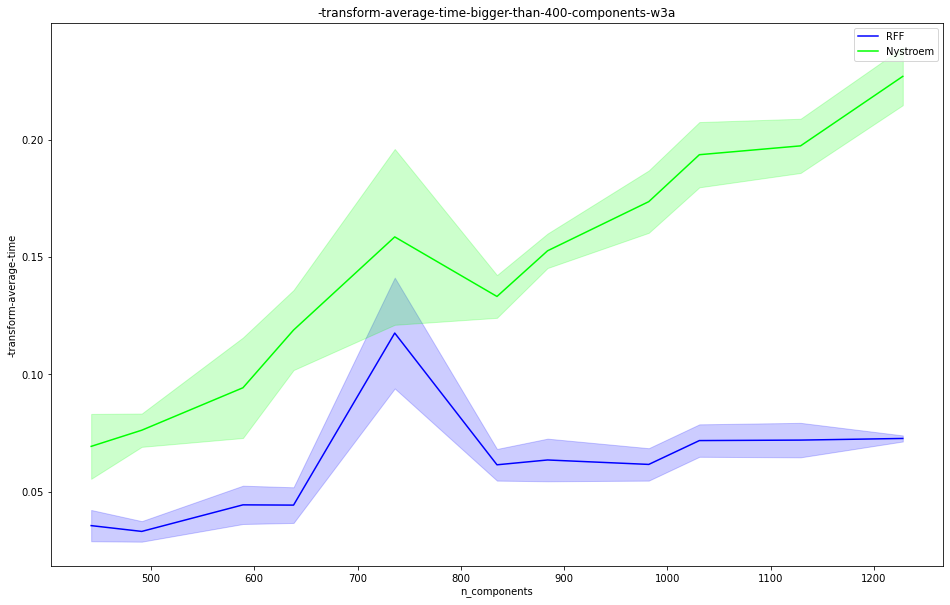 -transform-average-time-bigger-than-400-components-w3a
RFF
Nystroem
-transform-average-time
0.20
0.15
0.10
0.05
500 600 700 800 900 1000 1100 1200
n_components